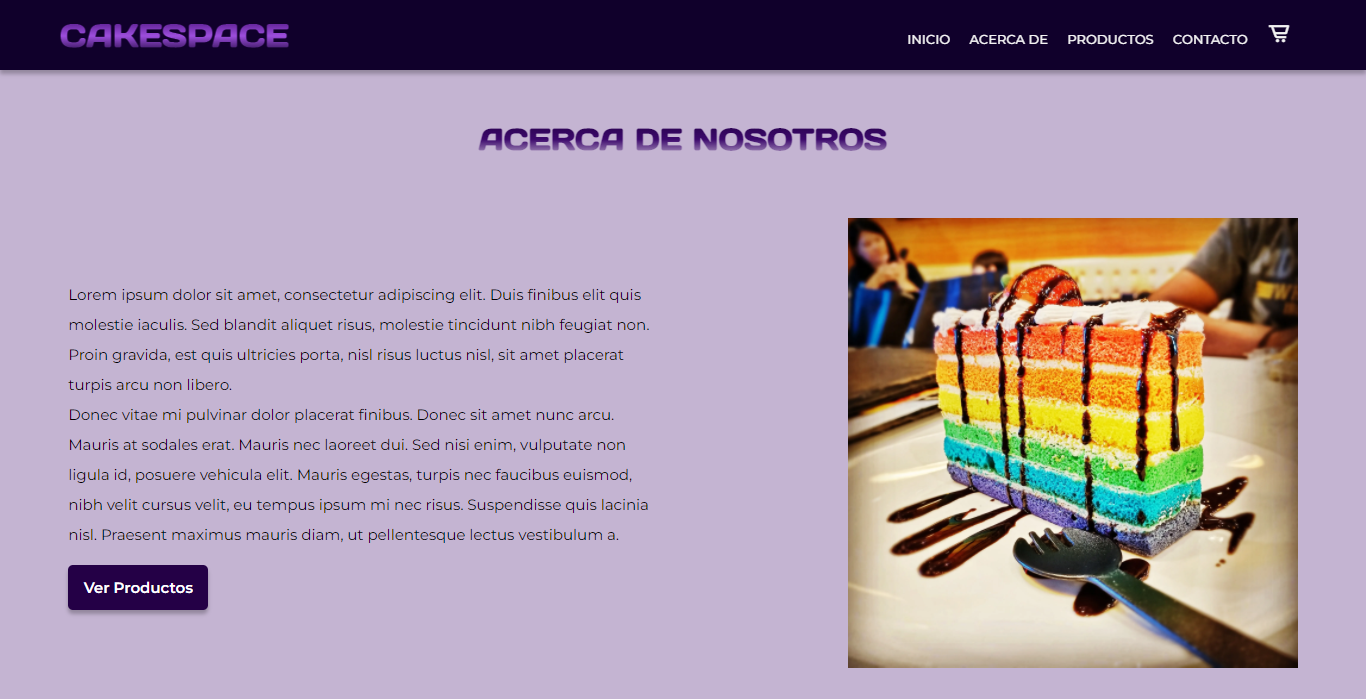 CAKESPACE
INICIO ACERCA DE PRODUCTOS CONTACTO
ACERCA DE NOSOTROS
Lorem ipsum dolor sit amet, consectetur adipiscing elit. Duis finibus elit quis
molestie iaculis. Sed blandit aliquet risus, molestie tincidunt nibh feugiat non.
Proin gravida, est quis ultricies porta, nisl risus luctus nisl, sit amet placerat
turpis arcu non libero.
Donec vitae mi pulvinar dolor placerat finibus. Donec sit amet nunc arcu.
Mauris at sodales erat. Mauris nec laoreet dui. Sed nisi enim, vulputate non
ligula id, posuere vehicula elit. Mauris egestas, turpis nec faucibus euismod,
nibh velit cursus velit, eu tempus ipsum mi nec risus. Suspendisse quis lacinia
nisl. Praesent maximus mauris diam, ut pellentesque lectus vestibulum a.
Ver Productos